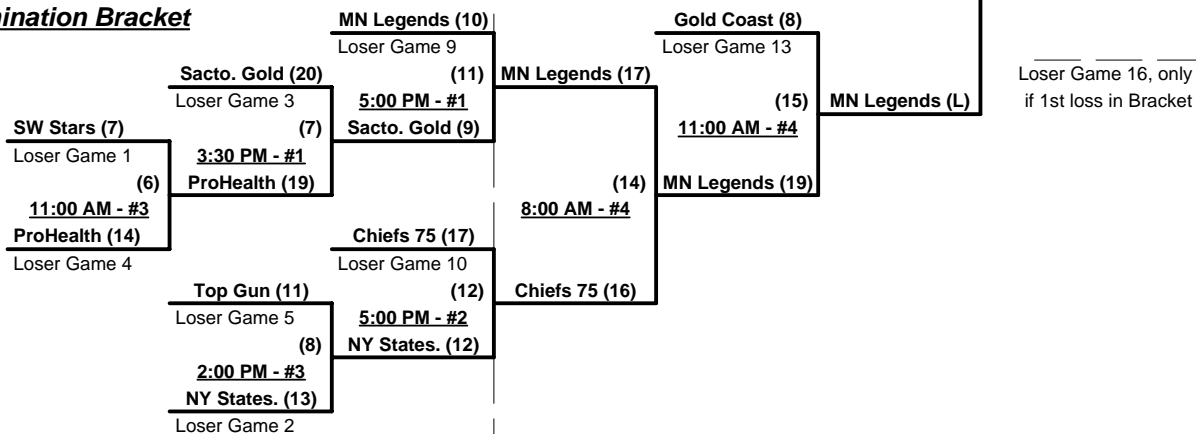 ination Bracket
MN Legends (10)
Gold Coast (8)
Loser Game 9
Loser Game 13
Sacto. Gold (20)
(11)
MN Legends (17)
Loser Game 16, only
Loser Game 3
5:00 PM - #1
(15)
MN Legends (L)
if 1st loss in Bracket
SW Stars (7)
(7)
Sacto. Gold (9)
11:00 AM - #4
Loser Game 1
3:30 PM - #1
(6)
ProHealth (19)
(14)
MN Legends (19)
11:00 AM - #3
8:00 AM - #4
ProHealth (14)
Chiefs 75 (17)
Loser Game 4
Loser Game 10
Top Gun (11)
(12)
Chiefs 75 (16)
Loser Game 5
5:00 PM - #2
(8)
NY States. (12)
2:00 PM - #3
NY States. (13)
Loser Game 2